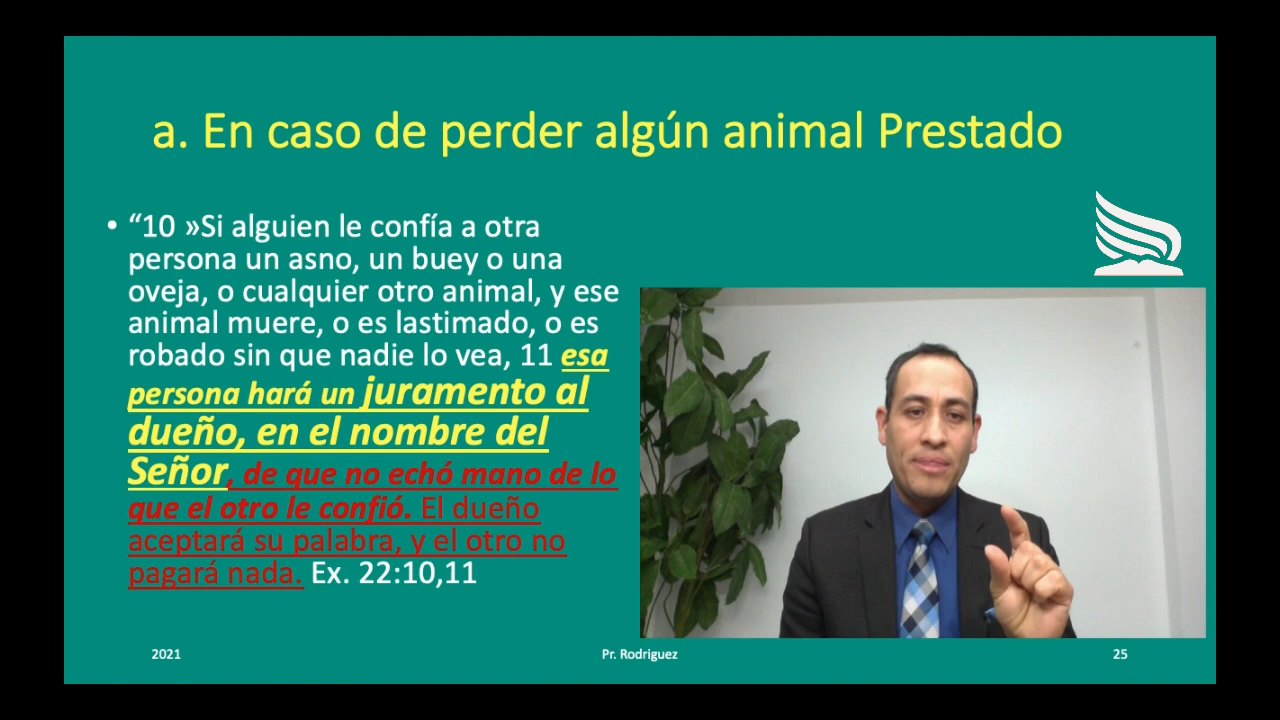 a. En caso de perder algún animal Prestado
• “10 »Si alguien le confía a otra
persona un asno, un buey o una
oveja, o cualquier otro animal, y ese
animal muere, o es lastimado, o es
robado sin que nadie lo vea, 11 esa
persona hará un juramento al
dueño, en el nombre del
Señor, de que no echó mano de lo
que el otro le confió. El dueño
aceptará su palabra, y el otro no
pagará nada. Ex. 22:10,11
2021
Pr. Rodriguez
25